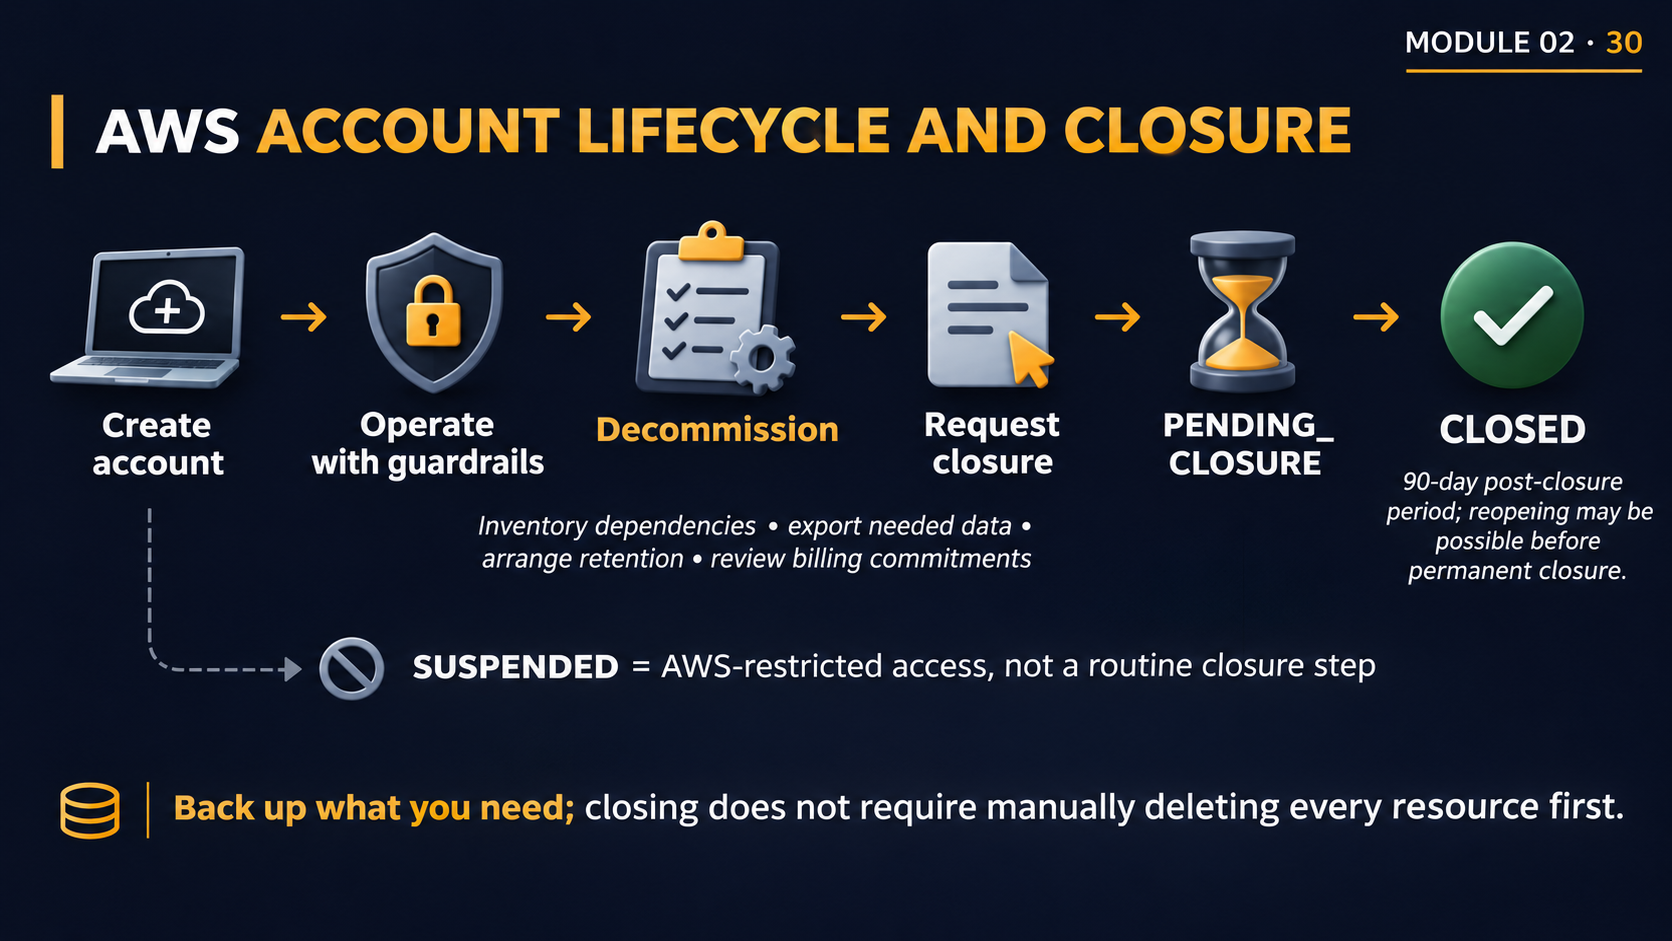 MODULE 02 · 30
AWS ACCOUNT LIFECYCLE AND CLOSURE
Create
account
Operate
with guardrails
Decommission
Request
closure
PENDING_
CLOSURE
CLOSED
90-day post-closure
period; reopening may be
possible before
permanent closure.
Inventory dependencies • export needed data •
arrange retention • review billing commitments
SUSPENDED = AWS-restricted access, not a routine closure step
Back up what you need; closing does not require manually deleting every resource first.